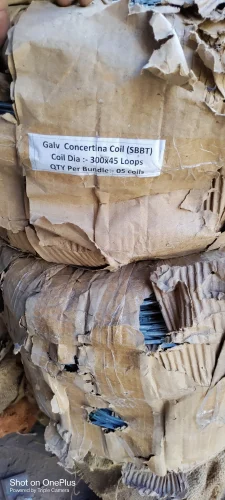 Galv Concertina Coil (SBBT)
Coil Dia :- 300x45 Loops
QTY Per Bundle:- 05 coils
Shot on OnePlus
Powered by Triple Camera